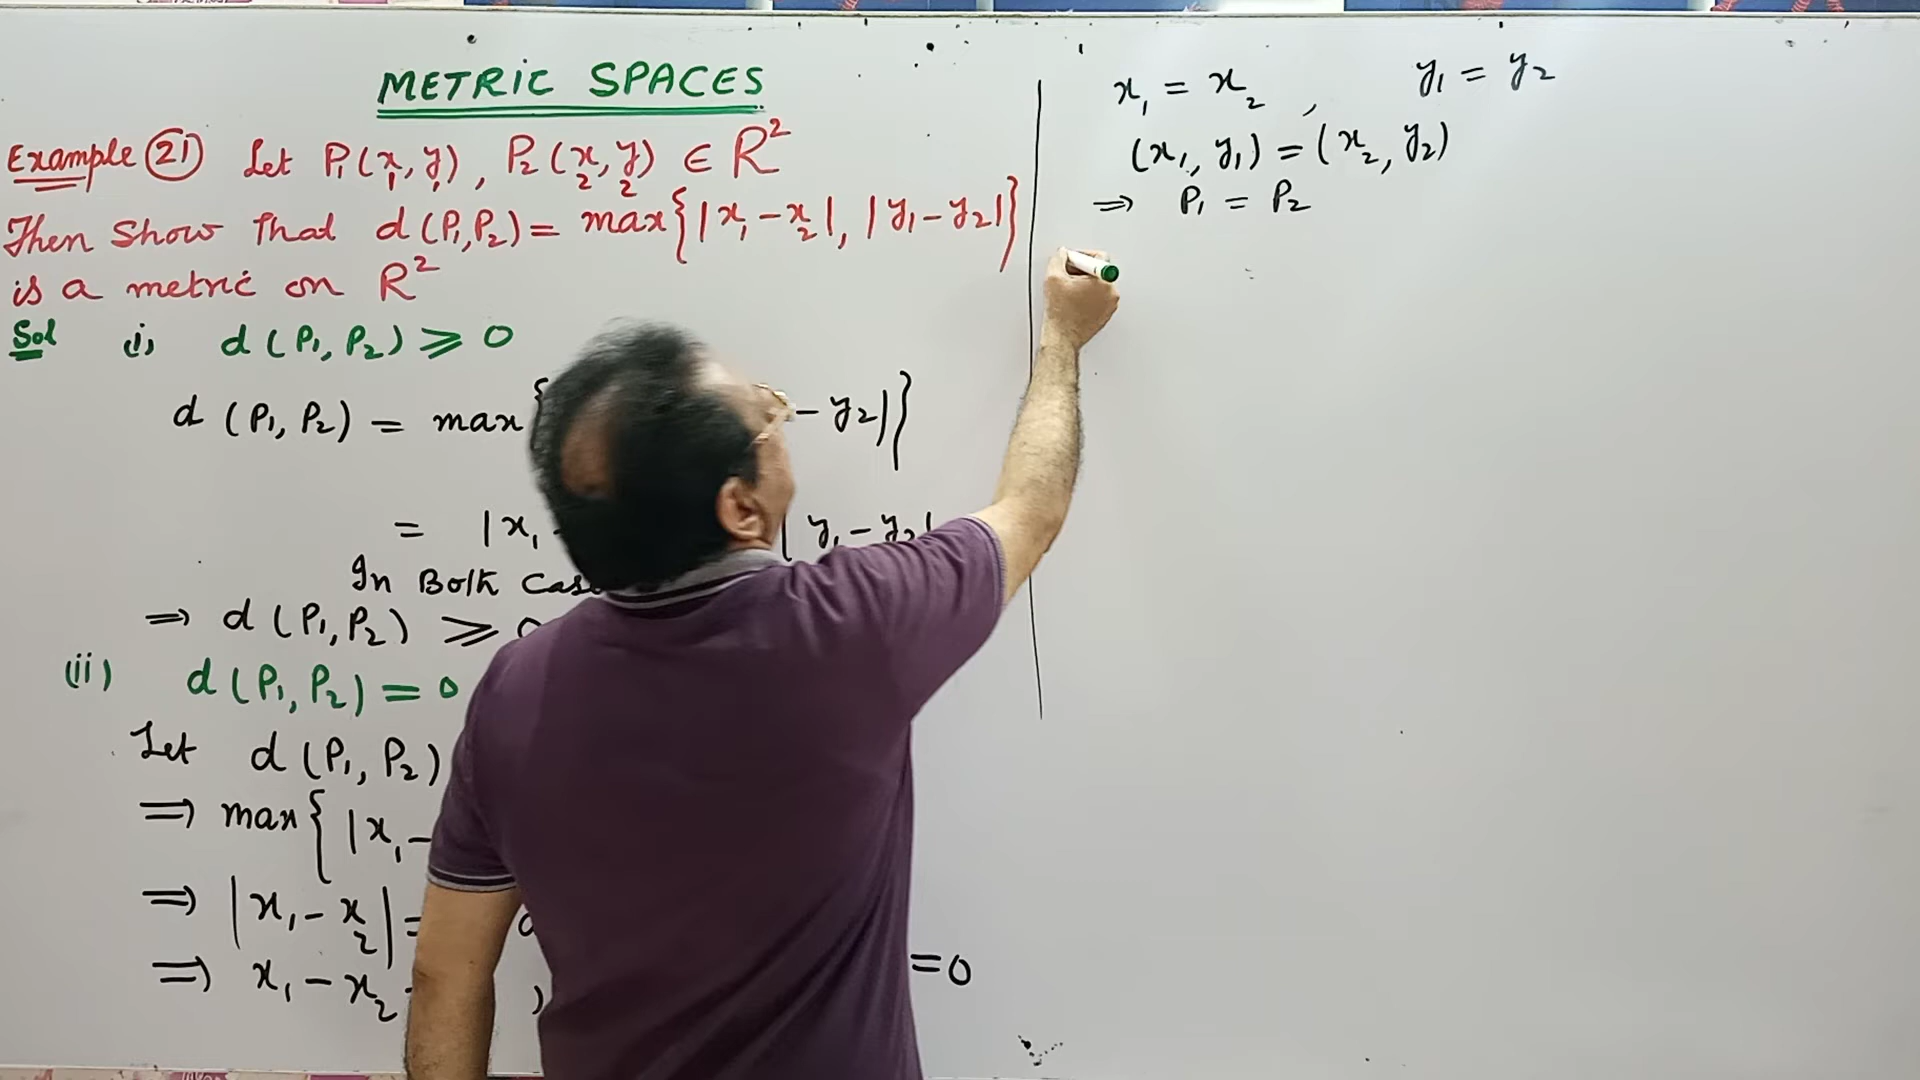 METRIC SPACES
Example (21) Let P₁(x₁, y₁), P₂(x₂, y₂) ∈ R²
Then Show that d(P₁,P₂) = max{|x₁-x₂|, |y₁-y₂|}
is a metric on R²
Sol (i) d(P₁, P₂) ⩾ 0
d(P₁, P₂) = max{ - y₂|}
= |x₁ | y₁ - y₂|
In Both
⇒ d(P₁,P₂) ⩾ 0
(ii) d(P₁, P₂) = 0
Let d(P₁, P₂)
⇒ max{ |x₁ -
⇒ |x₁ - x₂| =
⇒ x₁ - x₂ , =0
x₁ = x₂ , y₁ = y₂
(x₁, y₁) = (x₂, y₂)
⇒ P₁ = P₂